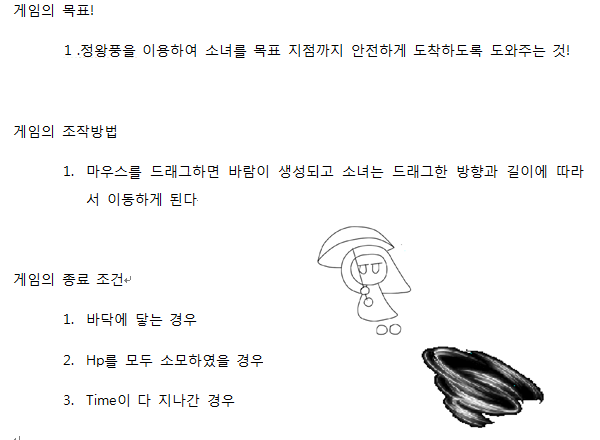 게임의 목표!
1 .정왕풍을 이용하여 소녀를 목표 지점까지 안전하게 도착하도록 도와주는 것!
게임의 조작방법
1. 마우스를 드래그하면 바람이 생성되고 소녀는 드래그한 방향과 길이에 따라
서 이동하게 된다
게임의 종료 조건
1. 바닥에 닿는 경우
2. Hp를 모두 소모하였을 경우
3. Time이 다 지나간 경우